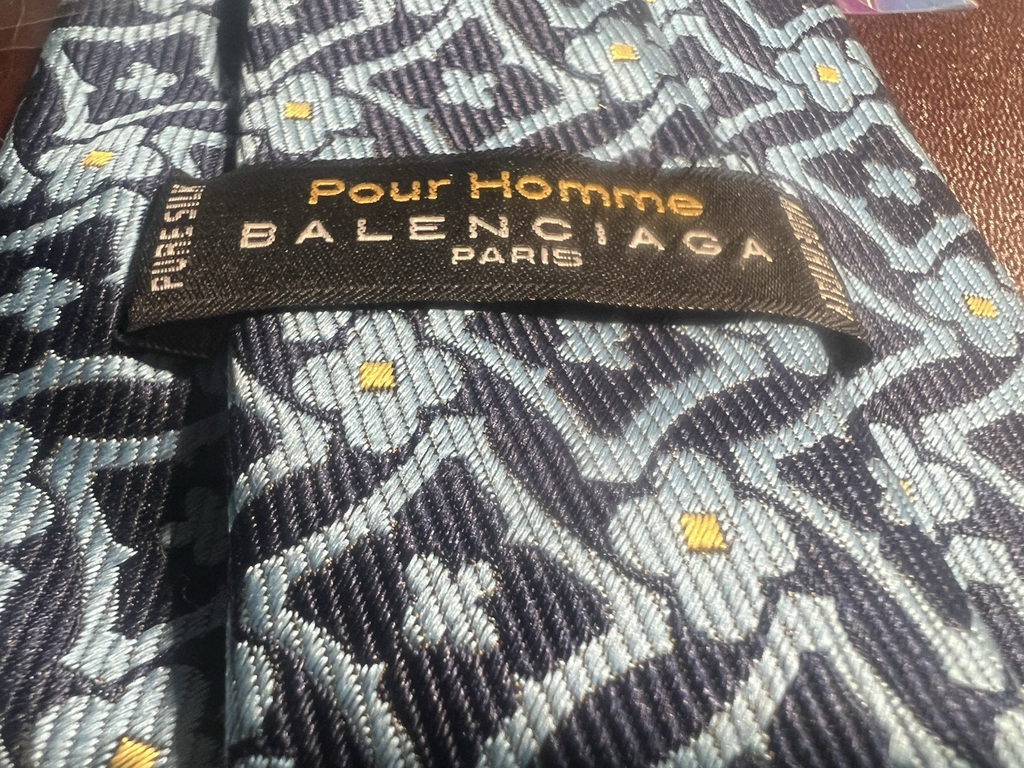 Pour Homme
BALENCIAGA
PARIS
PURE SILK